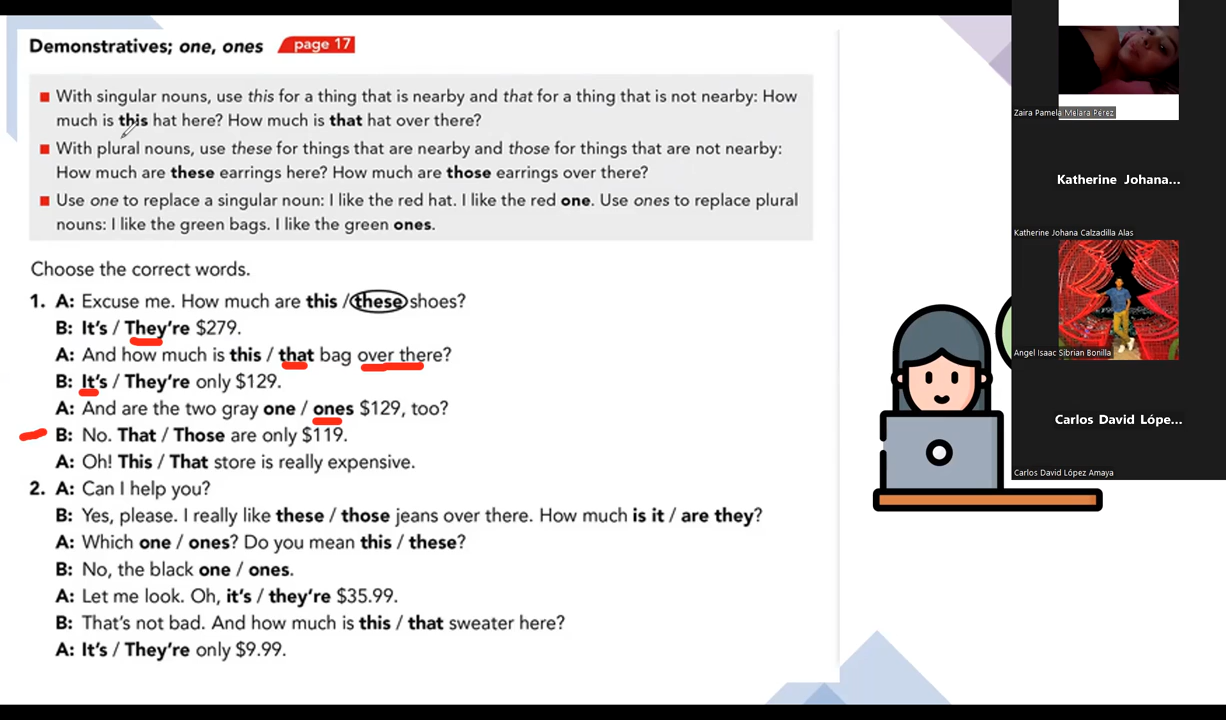 Demonstratives; one, ones page 17
With singular nouns, use this for a thing that is nearby and that for a thing that is not nearby: How
much is this hat here? How much is that hat over there?
With plural nouns, use these for things that are nearby and those for things that are not nearby:
How much are these earrings here? How much are those earrings over there?
Use one to replace a singular noun: I like the red hat. I like the red one. Use ones to replace plural
nouns: I like the green bags. I like the green ones.
Choose the correct words.
1. A: Excuse me. How much are this / these shoes?
B: It's / They're $279.
A: And how much is this / that bag over there?
B: It's / They're only $129.
A: And are the two gray one / ones $129, too?
B: No. That / Those are only $119.
A: Oh! This / That store is really expensive.
2. A: Can I help you?
B: Yes, please. I really like these / those jeans over there. How much is it / are they?
A: Which one / ones? Do you mean this / these?
B: No, the black one / ones.
A: Let me look. Oh, it's / they're $35.99.
B: That's not bad. And how much is this / that sweater here?
A: It's / They're only $9.99.
Zaira Pamela Melara Pérez
Katherine Johana...
Katherine Johana Calzadilla Alas
Angel Isaac Sibrian Bonilla
Carlos David Lópe...
Carlos David López Amaya